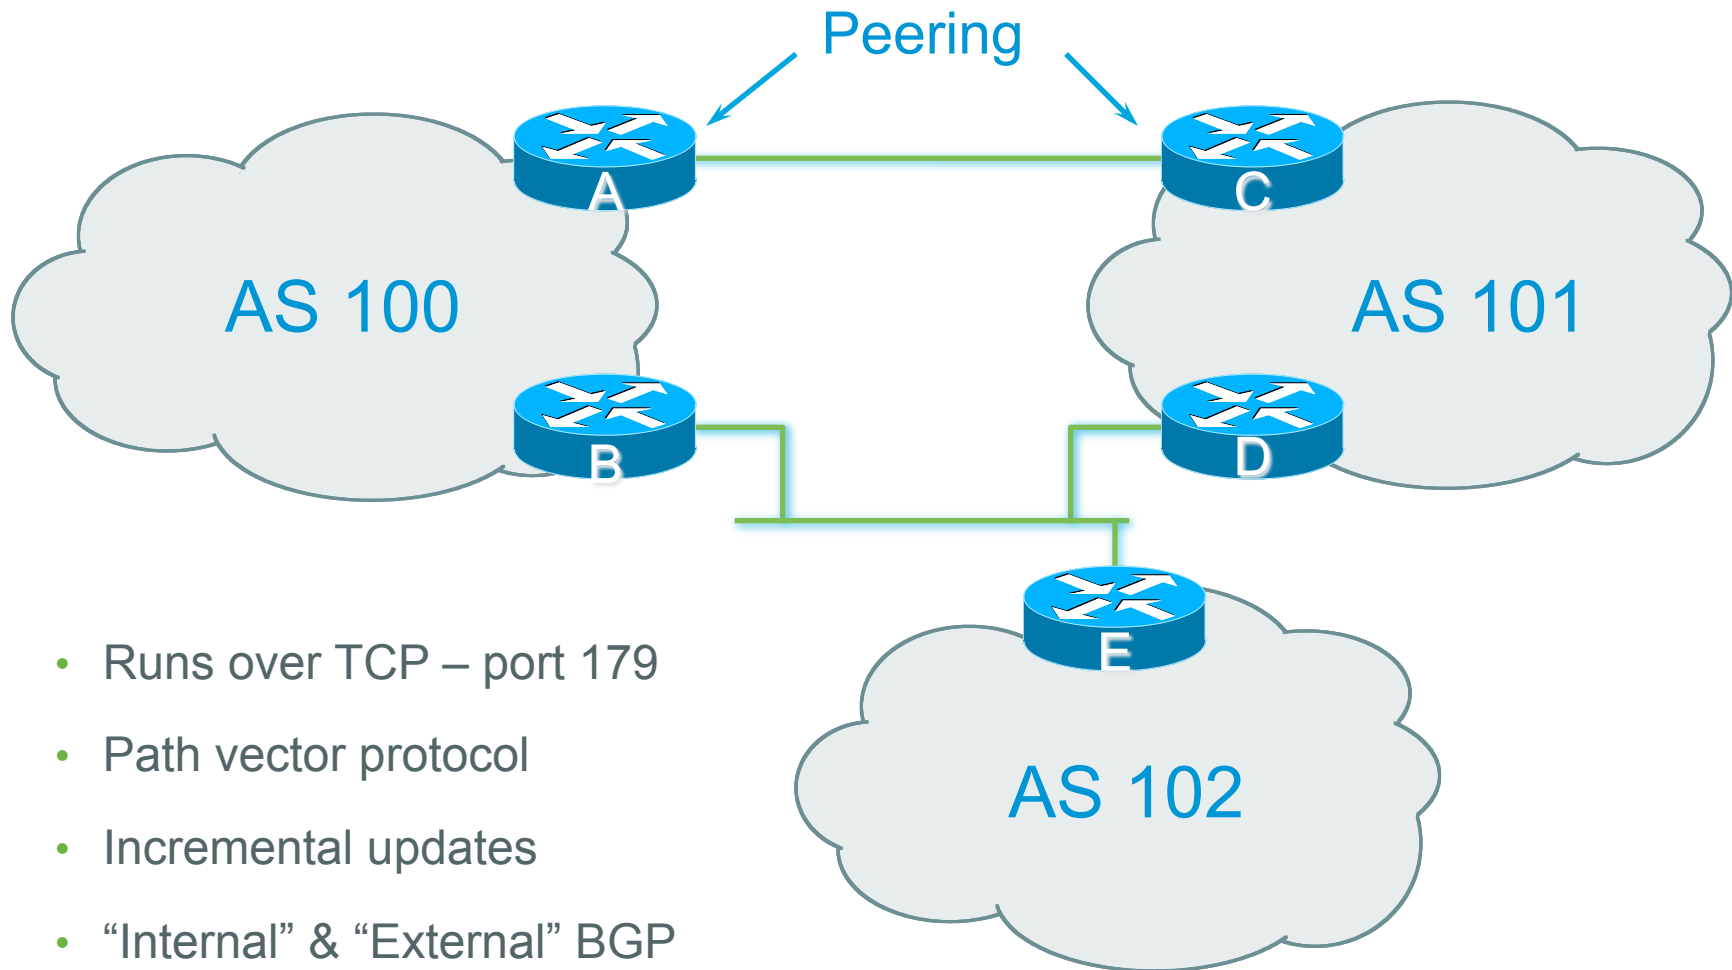 Peering
A
C
AS 100
AS 101
B
D
E
AS 102
• Runs over TCP – port 179
• Path vector protocol
• Incremental updates
• “Internal” & “External” BGP